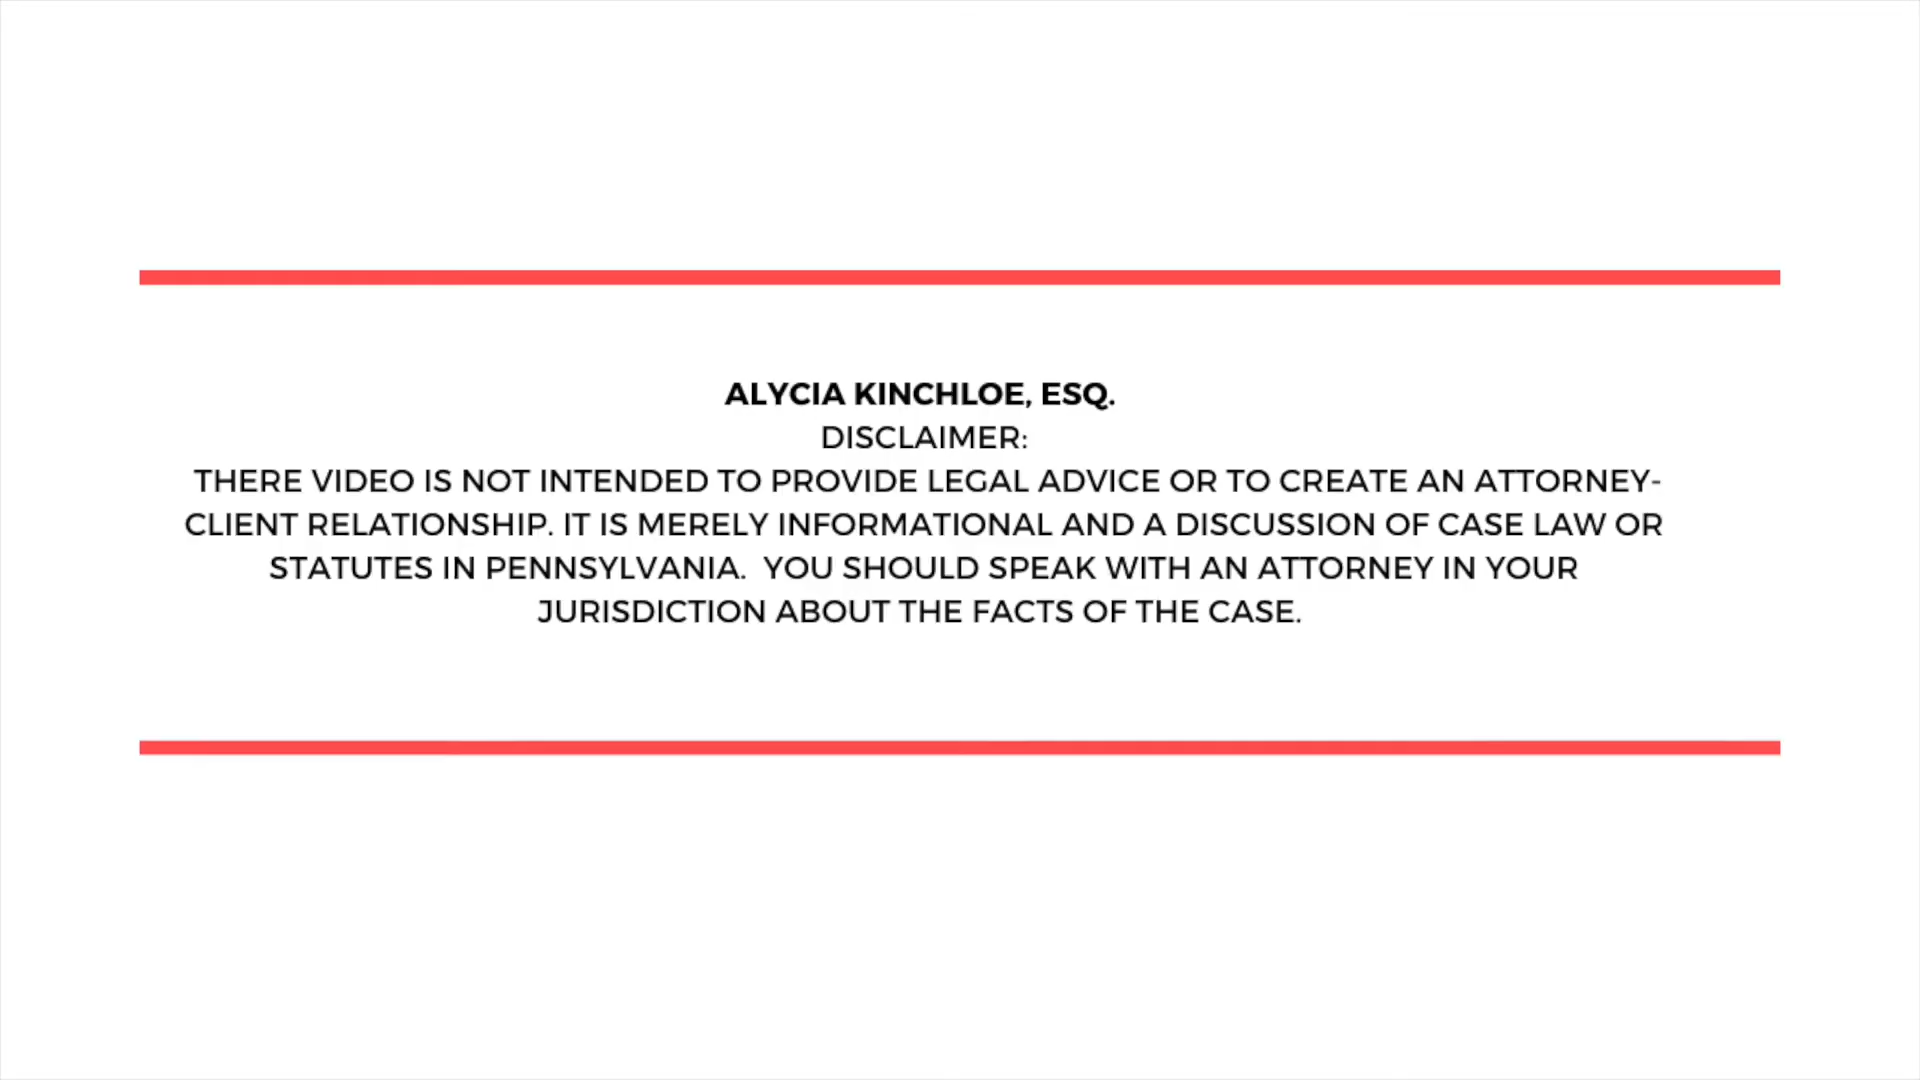 ALYCIA KINCHLOE, ESQ.
DISCLAIMER:
THERE VIDEO IS NOT INTENDED TO PROVIDE LEGAL ADVICE OR TO CREATE AN ATTORNEY-
CLIENT RELATIONSHIP. IT IS MERELY INFORMATIONAL AND A DISCUSSION OF CASE LAW OR
STATUTES IN PENNSYLVANIA.  YOU SHOULD SPEAK WITH AN ATTORNEY IN YOUR
JURISDICTION ABOUT THE FACTS OF THE CASE.